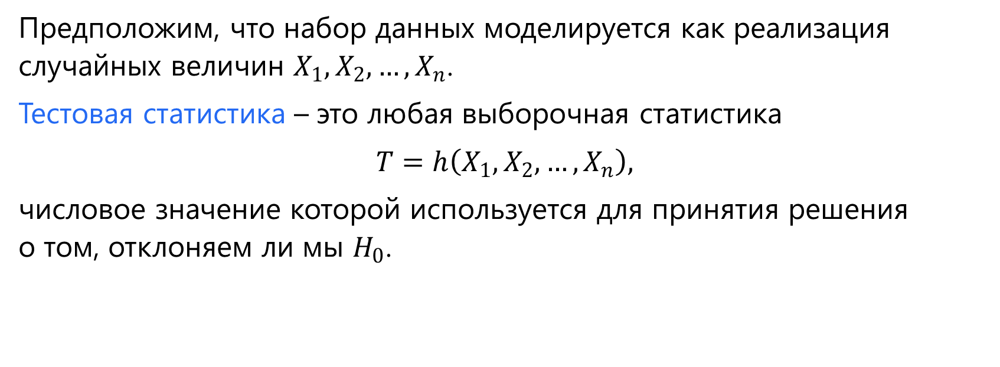 Предположим, что набор данных моделируется как реализация
случайных величин X₁, X₂, … , Xₙ.
Тестовая статистика – это любая выборочная статистика
T = h(X₁, X₂, … , Xₙ),
числовое значение которой используется для принятия решения
о том, отклоняем ли мы H₀.